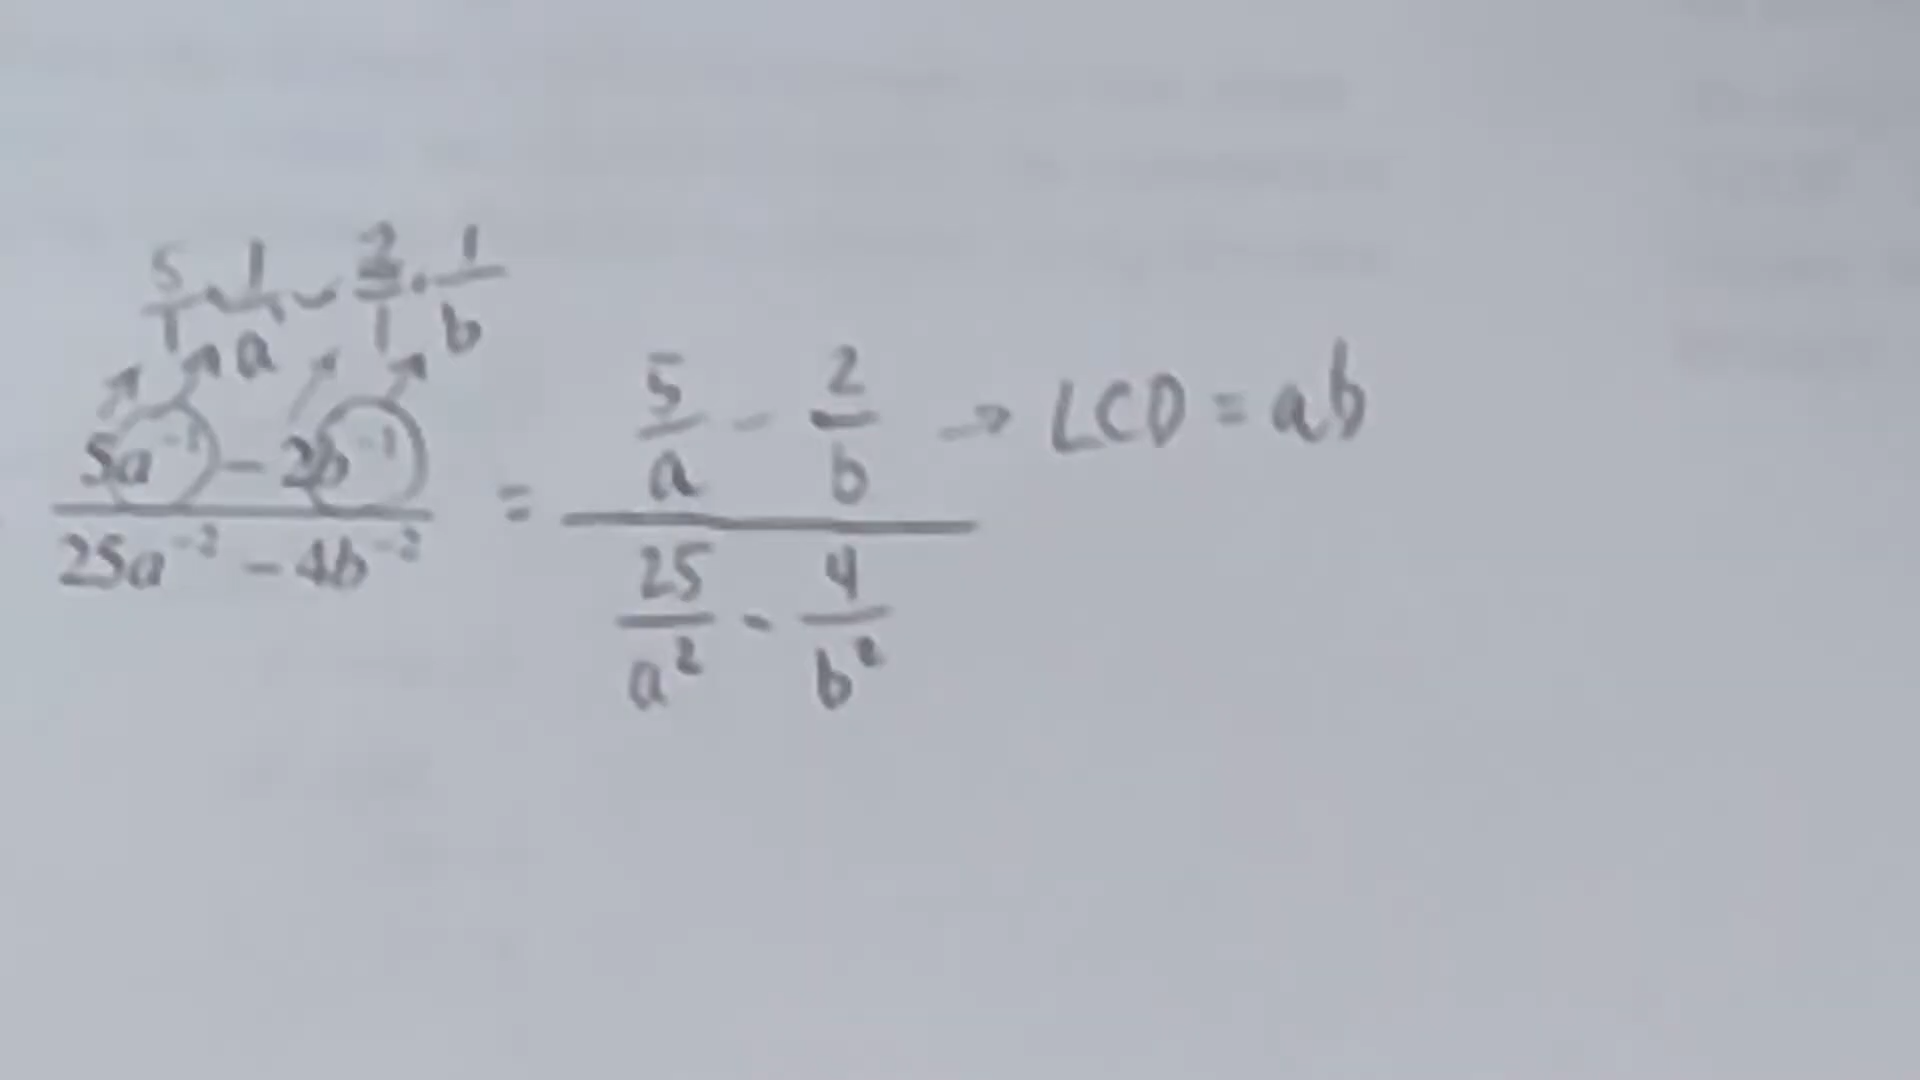 5/1 · 1/a - 2/1 · 1/b
(5a⁻¹ - 2b⁻¹)/(25a⁻² - 4b⁻²) = (5/a - 2/b)/(25/a² - 4/b²) → LCD = ab